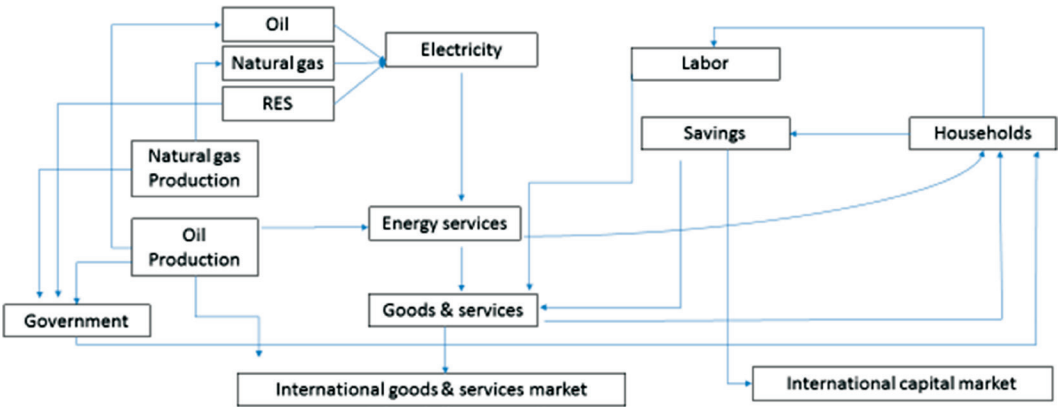 Oil
Electricity
Natural gas
Labor
RES
Savings
Households
Natural gas
Production
Energy services
Oil
Production
Goods & services
Government
International goods & services market
International capital market